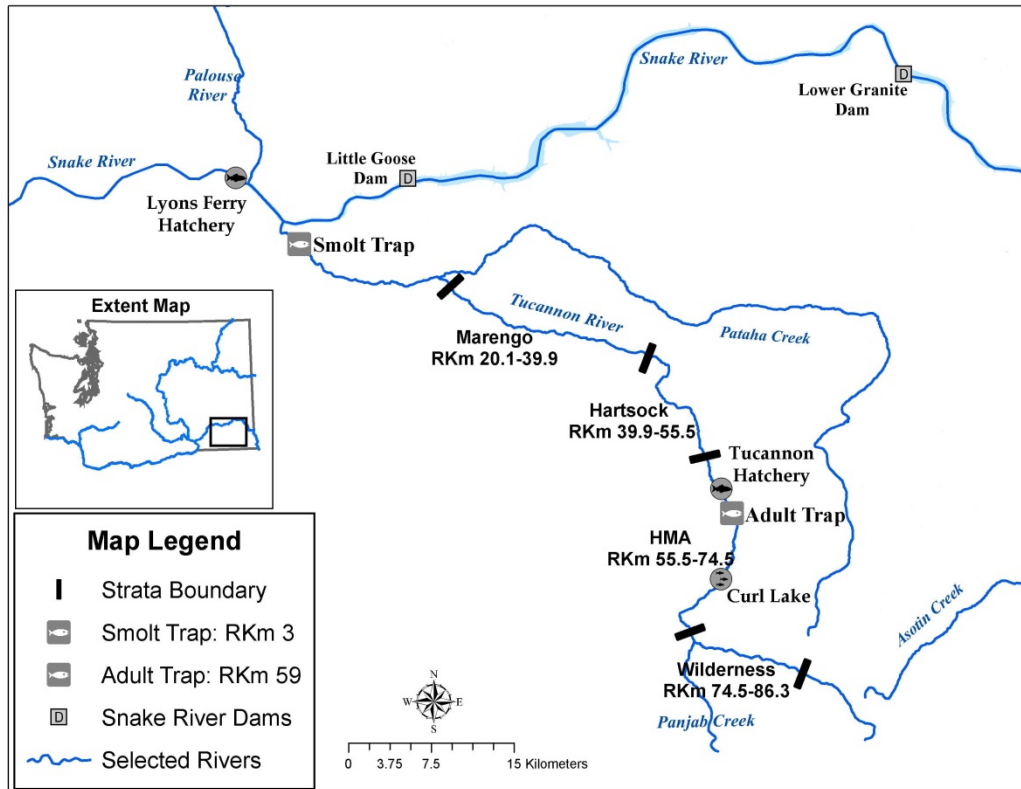 Palouse
River
Snake River
Lower Granite
Dam
D
Snake River
Little Goose
Dam
D
Lyons Ferry
Hatchery
Smolt Trap
Extent Map
Tucannon River
Marengo
RKm 20.1-39.9
Pataha Creek
Hartsock
RKm 39.9-55.5
Tucannon
Hatchery
Adult Trap
HMA
RKm 55.5-74.5
Curl Lake
Asotin Creek
Wilderness
RKm 74.5-86.3
Panjab Creek
Map Legend
Strata Boundary
Smolt Trap: RKm 3
Adult Trap: RKm 59
D Snake River Dams
Selected Rivers
N
W E
S
0 3.75 7.5 15 Kilometers